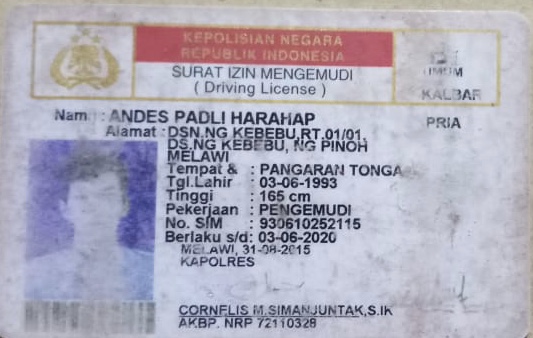 KEPOLISIAN NEGARA
REPUBLIK INDONESIA
SURAT IZIN MENGEMUDI
( Driving License )
UMUM
KALBAR
Nam : ANDES PADLI HARAHAP
PRIA
Alamat : DSN.NG KEBEBU,RT.01/01,
DS.NG KEBEBU, NG PINOH
MELAWI
Tempat & : PANGARAN TONGA
Tgl.Lahir : 03-06-1993
Tinggi : 165 cm
Pekerjaan : PENGEMUDI
No. SIM : 930610252115
Berlaku s/d: 03-06-2020
MELAWI, 31-08-2015
KAPOLRES
CORNELIS M.SIMANJUNTAK,S.IK
AKBP. NRP 72110328